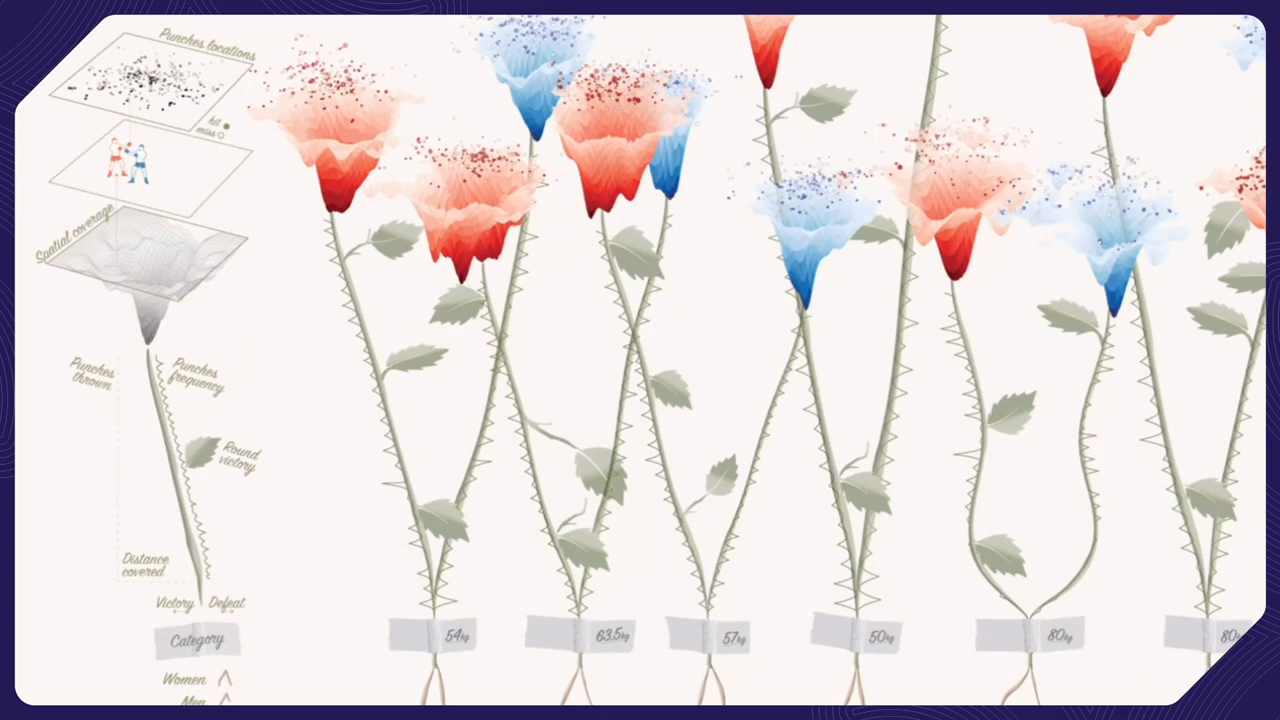 Punches locations
hit
miss
Spatial coverage
Punches
thrown
Punches
frequency
Round
victory
Distance
covered
Victory
Defeat
Category
Women
Men
54kg
63.5kg
57kg
50kg
80kg